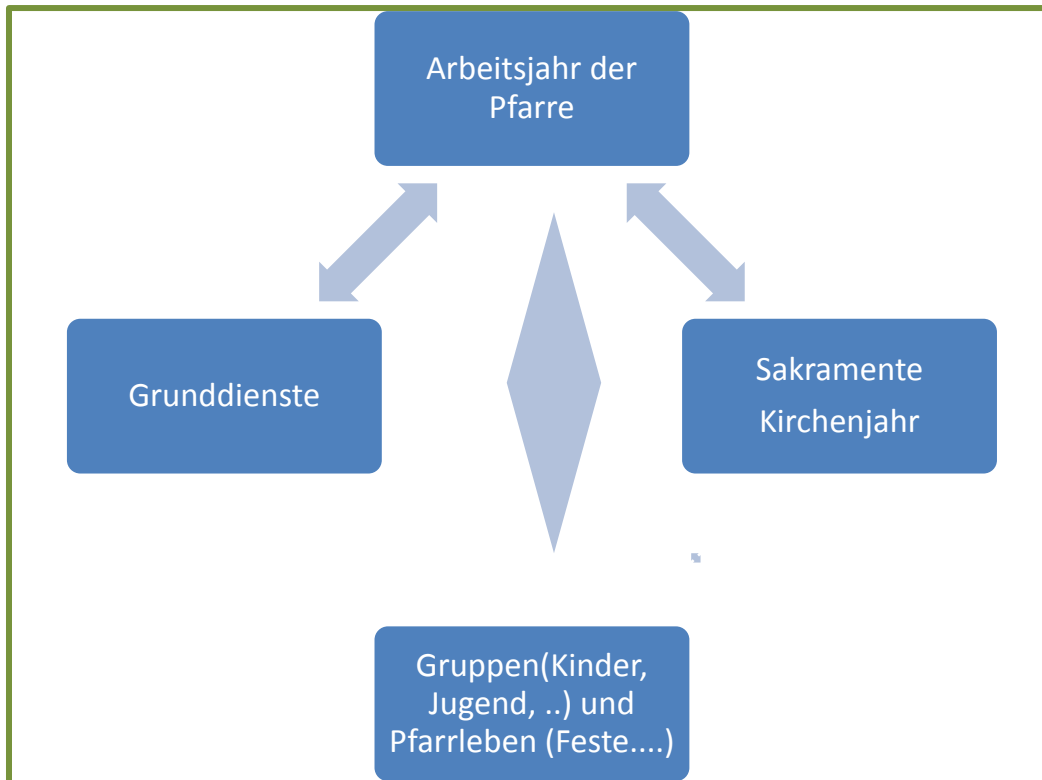 Arbeitsjahr der
Pfarre
Grunddienste
Sakramente
Kirchenjahr
Gruppen(Kinder,
Jugend, ..) und
Pfarrleben (Feste....)